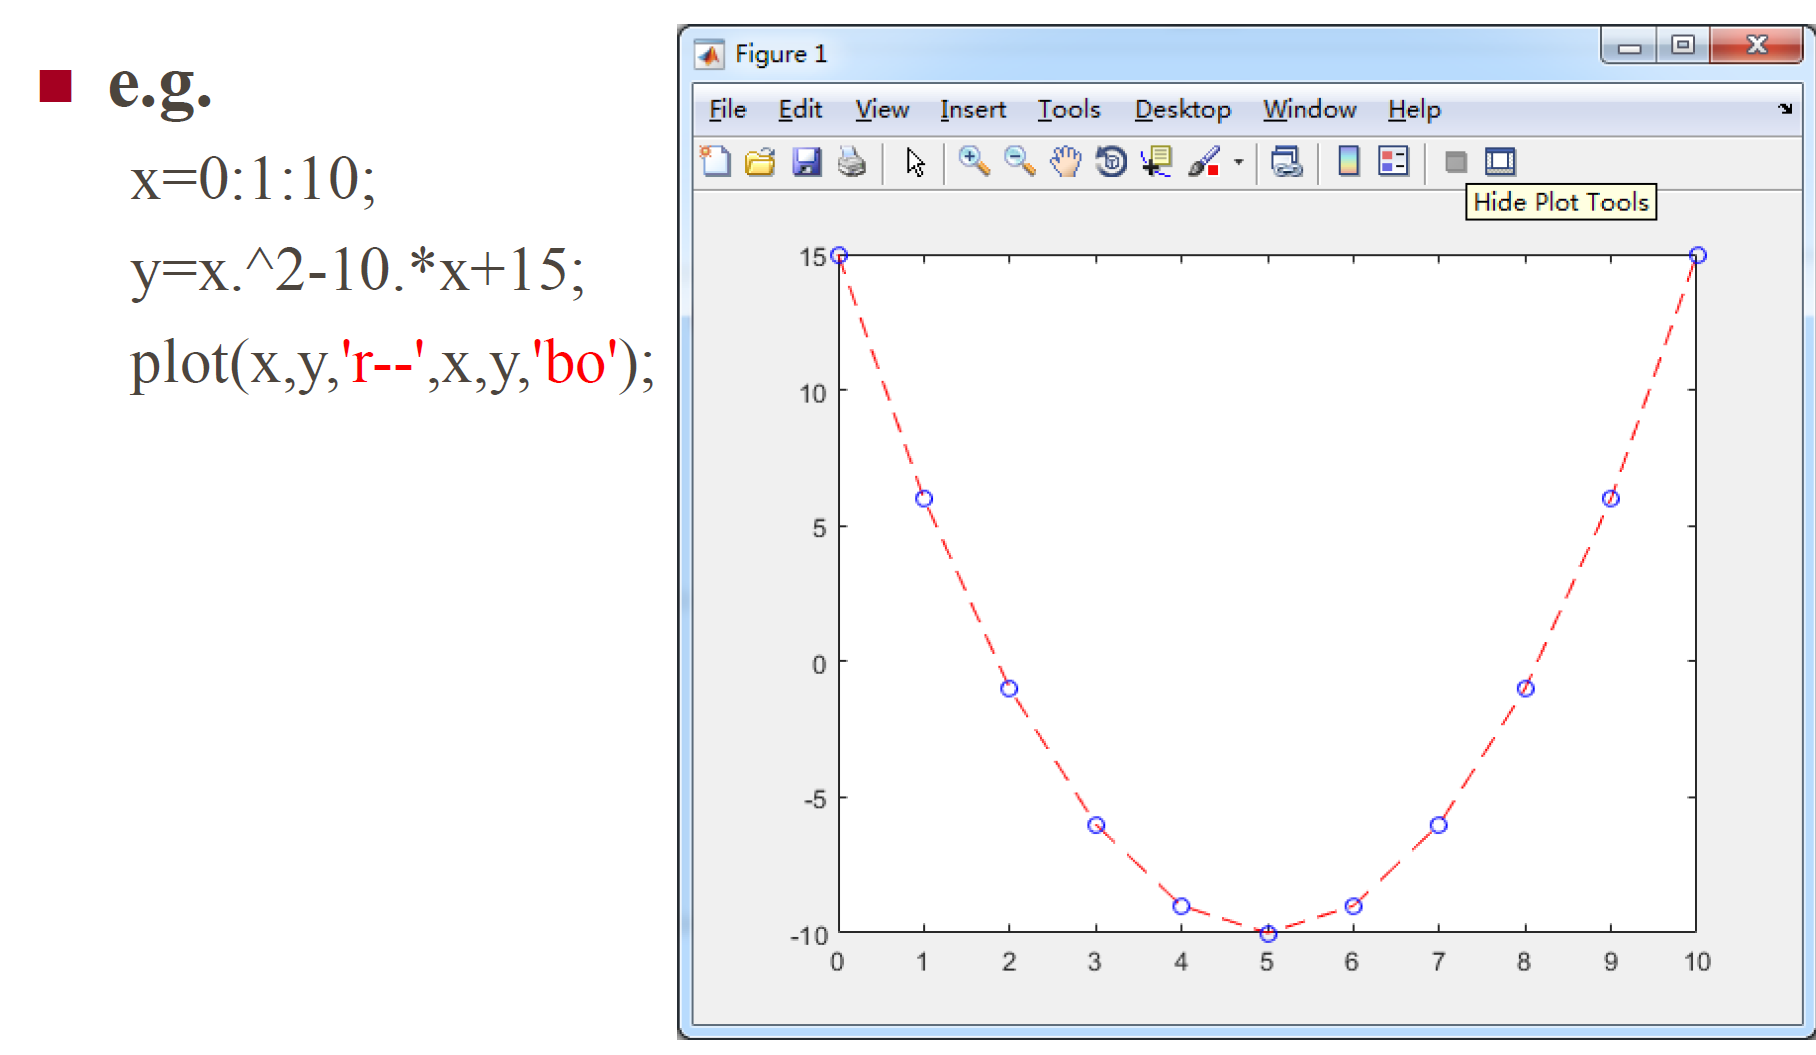 e.g.
x=0:1:10;
y=x.^2-10.*x+15;
plot(x,y,'r--',x,y,'bo');
Figure 1
File Edit View Insert Tools Desktop Window Help
Hide Plot Tools
15
10
5
0
-5
-10
0 1 2 3 4 5 6 7 8 9 10